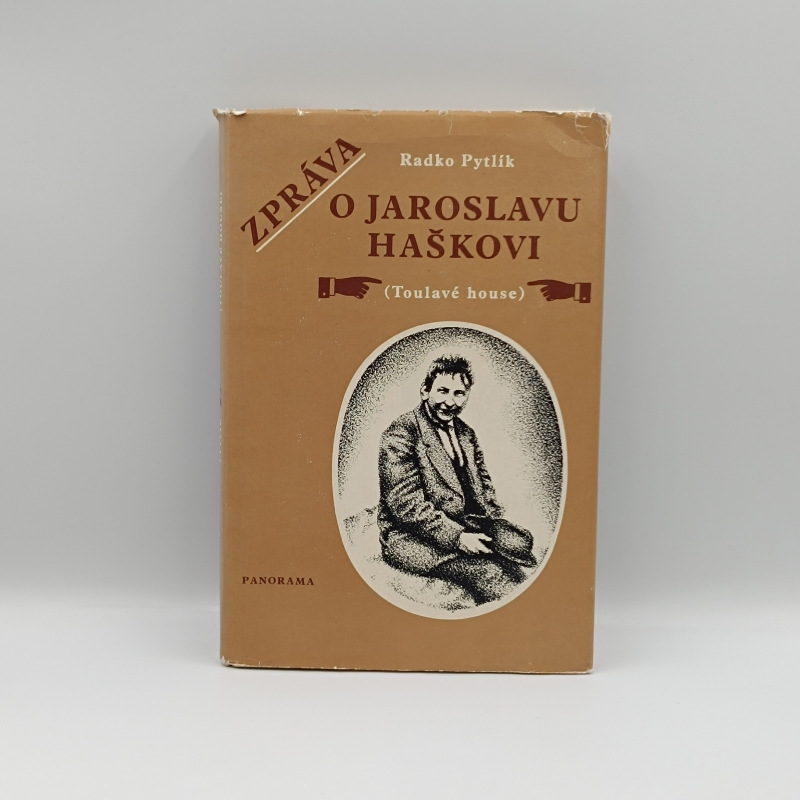 Radko Pytlík
ZPRÁVA
O JAROSLAVU
HAŠKOVI
(Toulavé house)
PANORAMA